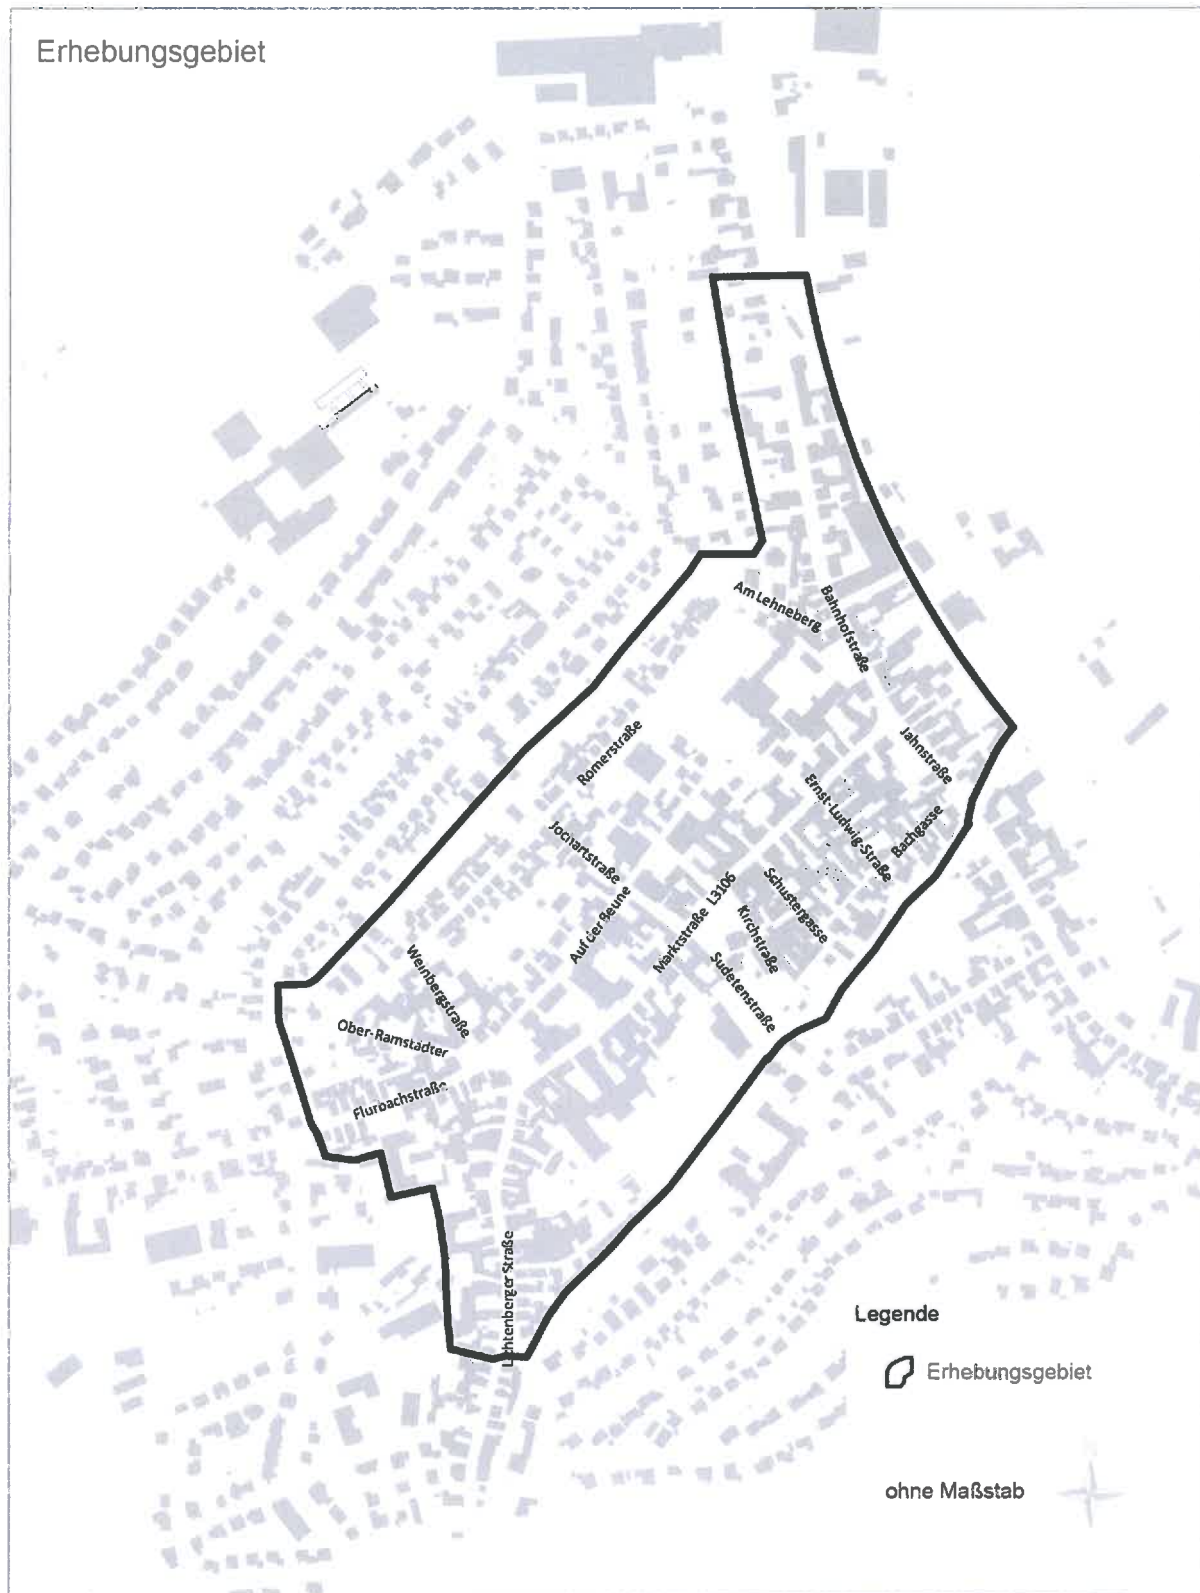 Erhebungsgebiet
Am Lehneberg
Bahnhofstraße
Jahnstraße
Römerstraße
Ernst-Ludwig-Straße
Bachgasse
Jochartstraße
Schustergasse
Auf der Beune
Marktstraße L3106
Kirchstraße
Sudetenstraße
Weinbergstraße
Ober-Ramstädter
Flurbachstraße
Lichtenberger Straße
Legende
Erhebungsgebiet
ohne Maßstab